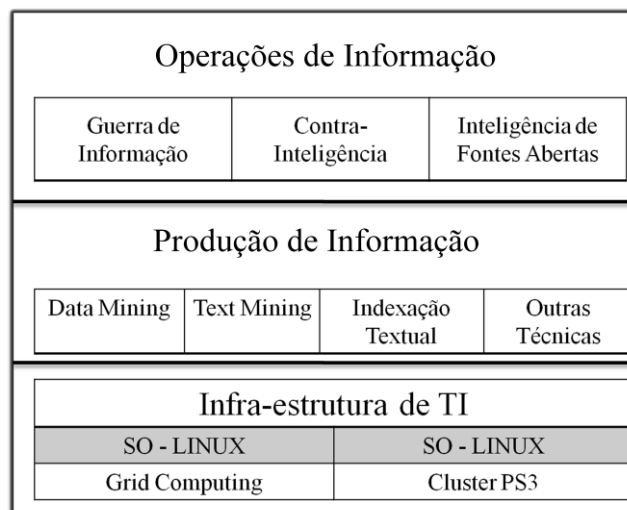 Operações de Informação
Guerra de
Informação
Contra-
Inteligência
Inteligência de
Fontes Abertas
Produção de Informação
Data Mining
Text Mining
Indexação
Textual
Outras
Técnicas
Infra-estrutura de TI
SO - LINUX
SO - LINUX
Grid Computing
Cluster PS3